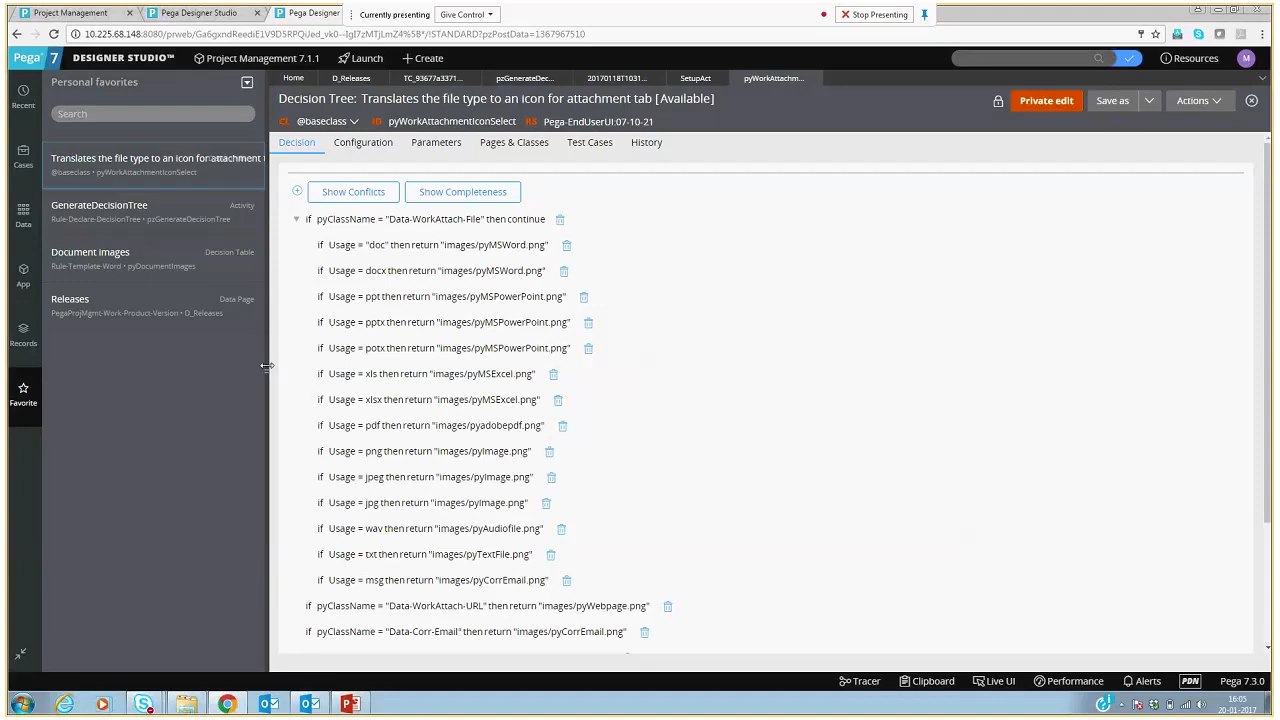 Project Management
Pega Designer Studio
Pega Designer
Currently presenting
Give Control
Stop Presenting
10.225.68.148:8080/prweb/
Pega 7 DESIGNER STUDIO™
Project Management 7.1.1
Launch
Create
Resources
M
Personal favorites
Search
Translates the file type to an icon for attachment t
@baseclass • pyWorkAttachmentIconSelect
GenerateDecisionTree
Activity
Rule-Declare-DecisionTree • pzGenerateDecisionTree
Document images
Decision Table
Rule-Template-Word • pyDocumentImages
Releases
Data Page
PegaProjMgmt-Work-Product-Version • D_Releases
Recent
Cases
Data
App
Records
Favorite
Home
D_Releases
TC_93677a3371...
pzGenerateDec...
20170118T1031...
SetupAct
pyWorkAttachm...
Decision Tree: Translates the file type to an icon for attachment tab [Available]
CL @baseclass
ID pyWorkAttachmentIconSelect
RS Pega-EndUserUI:07-10-21
Private edit
Save as
Actions
Decision
Configuration
Parameters
Pages & Classes
Test Cases
History
Show Conflicts
Show Completeness
if pyClassName = "Data-WorkAttach-File" then continue
if Usage = "doc" then return "images/pyMSWord.png"
if Usage = docx then return "images/pyMSWord.png"
if Usage = ppt then return "images/pyMSPowerPoint.png"
if Usage = pptx then return "images/pyMSPowerPoint.png"
if Usage = potx then return "images/pyMSPowerPoint.png"
if Usage = xls then return "images/pyMSExcel.png"
if Usage = xlsx then return "images/pyMSExcel.png"
if Usage = pdf then return "images/pyadobepdf.png"
if Usage = png then return "images/pyImage.png"
if Usage = jpeg then return "images/pyImage.png"
if Usage = jpg then return "images/pyImage.png"
if Usage = wav then return "images/pyAudiofile.png"
if Usage = txt then return "images/pyTextFile.png"
if Usage = msg then return "images/pyCorrEmail.png"
if pyClassName = "Data-WorkAttach-URL" then return "images/pyWebpage.png"
if pyClassName = "Data-Corr-Email" then return "images/pyCorrEmail.png"
Tracer
Clipboard
Live UI
Performance
Alerts
PDN
Pega 7.3.0
16:05
20-01-2017